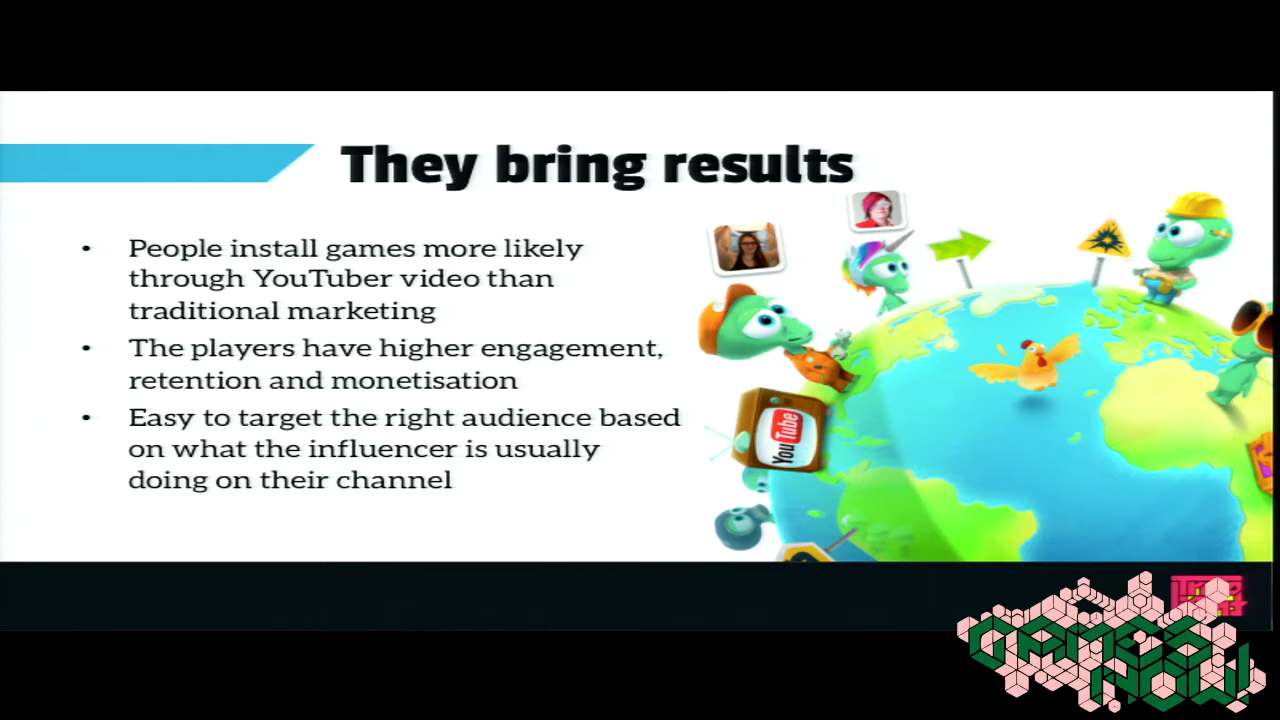 They bring results
• People install games more likely
through YouTuber video than
traditional marketing
• The players have higher engagement,
retention and monetisation
• Easy to target the right audience based
on what the influencer is usually
doing on their channel
YouTube
GAMES
NOW!